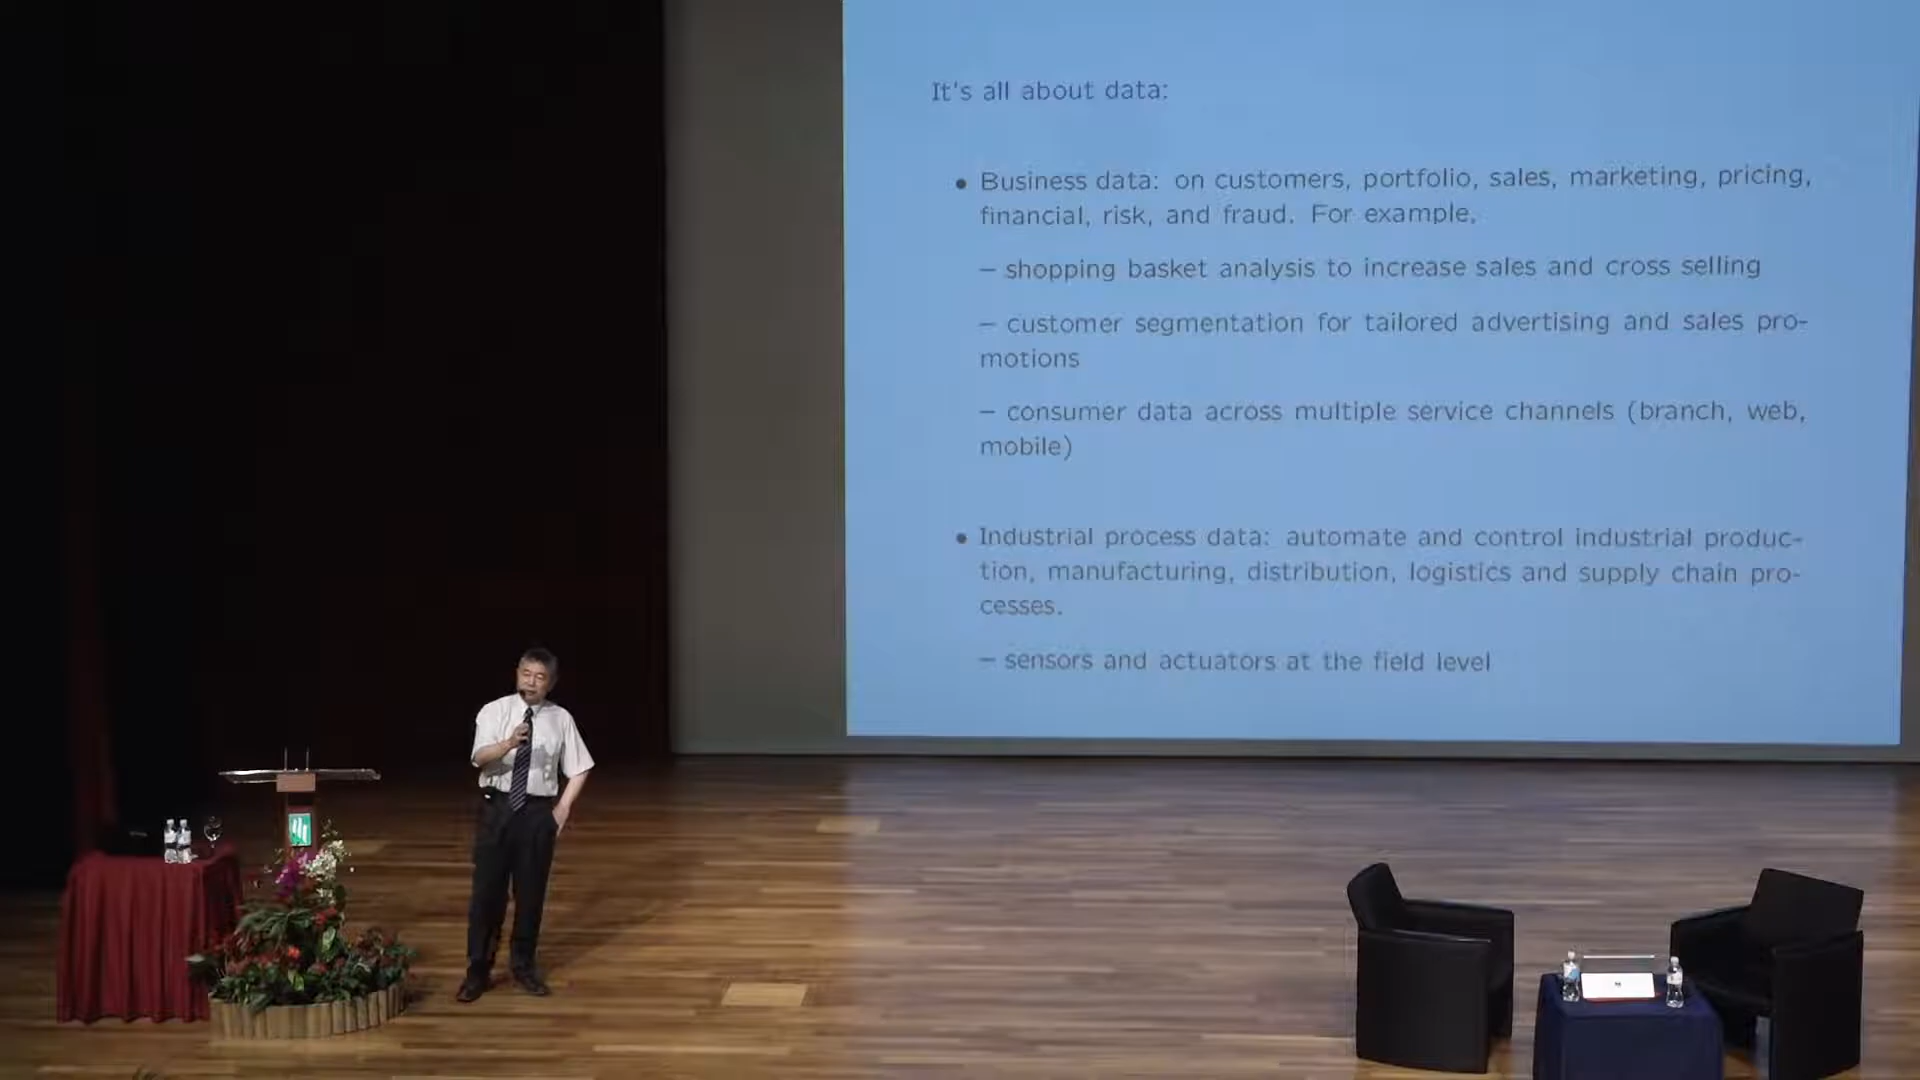 It's all about data:
• Business data: on customers, portfolio, sales, marketing, pricing,
financial, risk, and fraud. For example,
– shopping basket analysis to increase sales and cross selling
– customer segmentation for tailored advertising and sales pro-
motions
– consumer data across multiple service channels (branch, web,
mobile)
• Industrial process data: automate and control industrial produc-
tion, manufacturing, distribution, logistics and supply chain pro-
cesses.
– sensors and actuators at the field level